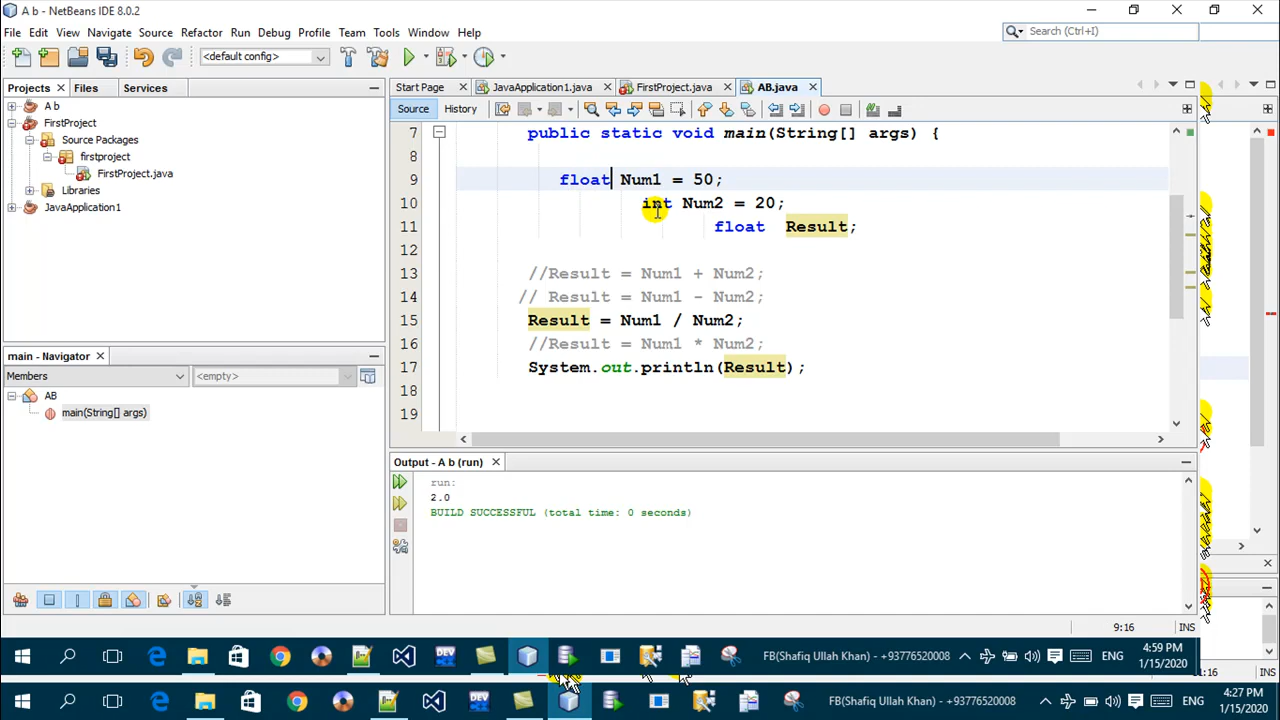 A b - NetBeans IDE 8.0.2
File Edit View Navigate Source Refactor Run Debug Profile Team Tools Window Help
Search (Ctrl+I)
<default config>
Projects Files Services
A b
FirstProject
Source Packages
firstproject
FirstProject.java
Libraries
JavaApplication1
Start Page JavaApplication1.java FirstProject.java AB.java
Source History
7 public static void main(String[] args) {
8
9 float Num1 = 50;
10 int Num2 = 20;
11 float Result;
12
13 //Result = Num1 + Num2;
14 // Result = Num1 - Num2;
15 Result = Num1 / Num2;
16 //Result = Num1 * Num2;
17 System.out.println(Result);
18
19
main - Navigator
Members <empty>
AB
main(String[] args)
Output - A b (run)
run:
2.0
BUILD SUCCESSFUL (total time: 0 seconds)
9:16 INS
FB(Shafiq Ullah Khan) - +93776520008 ENG 4:59 PM
1/15/2020
INS
FB(Shafiq Ullah Khan) - +93776520008 ENG 4:27 PM
1/15/2020